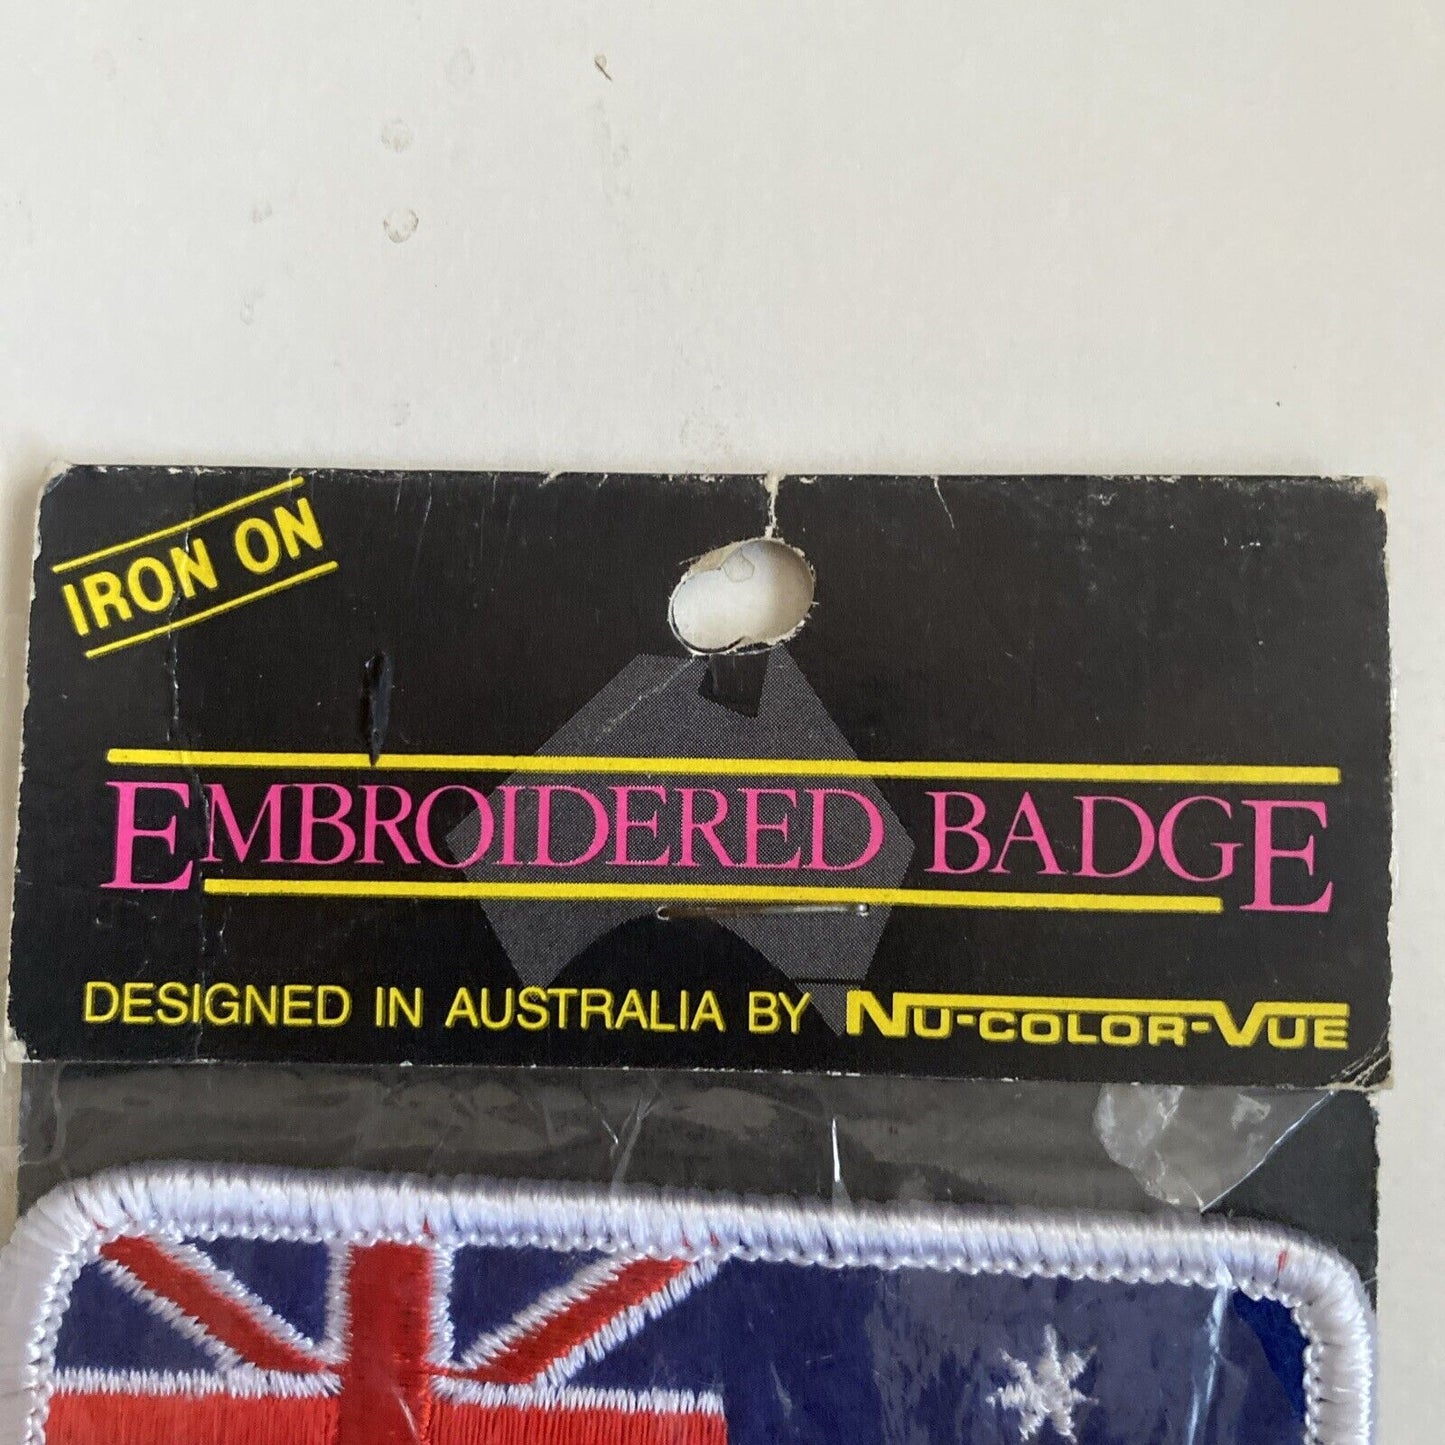 IRON ON
EMBROIDERED BADGE
DESIGNED IN AUSTRALIA BY NU-COLOR-VUE